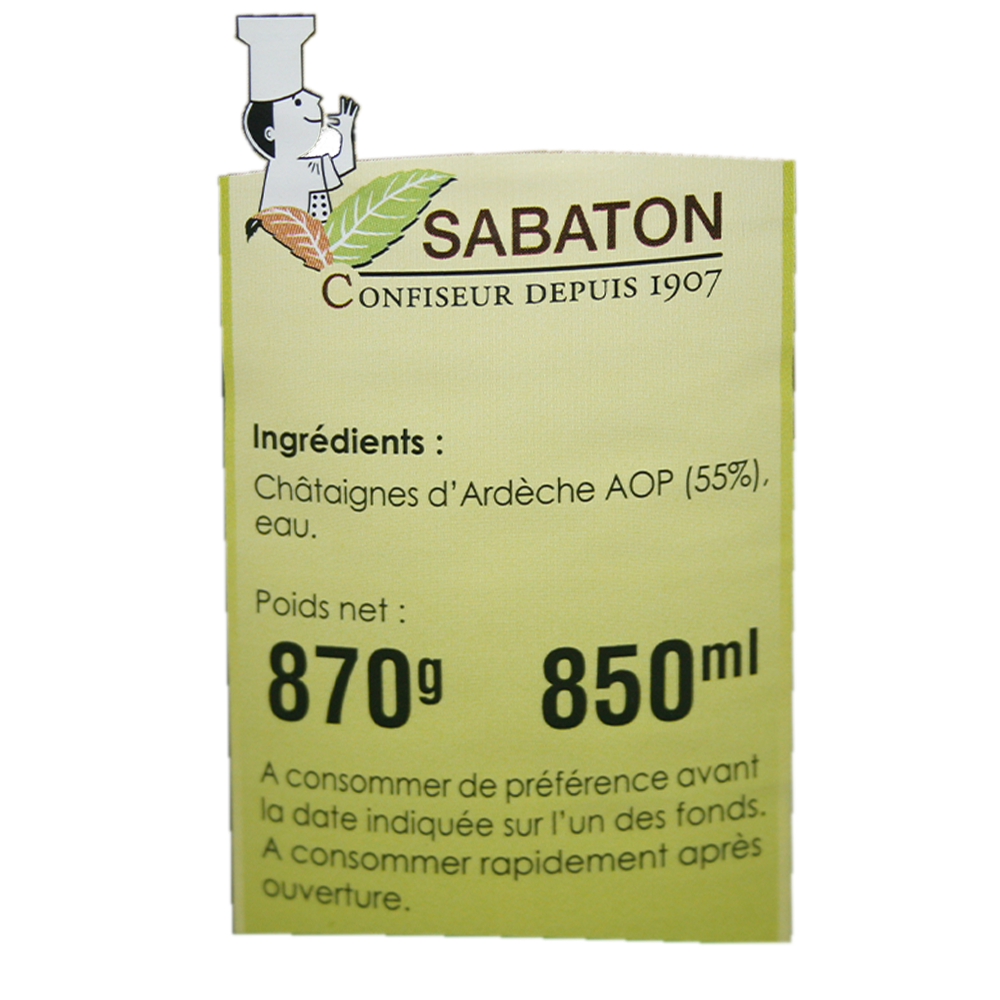 SABATON
CONFISEUR DEPUIS 1907
Ingrédients :
Châtaignes d'Ardèche AOP (55%),
eau.
Poids net :
870g 850ml
A consommer de préférence avant
la date indiquée sur l'un des fonds.
A consommer rapidement après
ouverture.